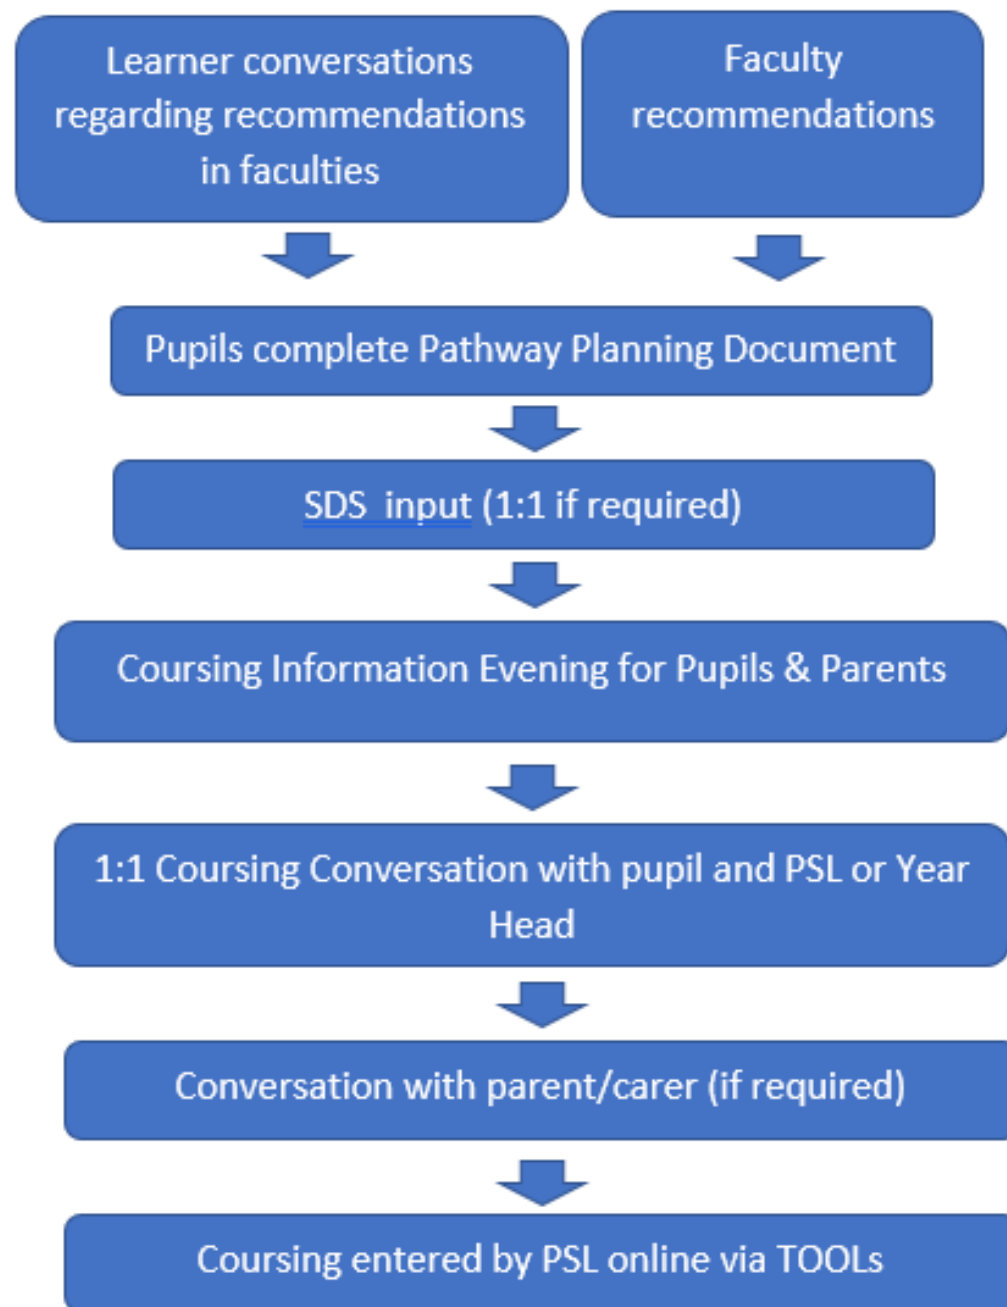 Learner conversations
regarding recommendations
in faculties
Faculty
recommendations
Pupils complete Pathway Planning Document
SDS  input (1:1 if required)
Coursing Information Evening for Pupils & Parents
1:1 Coursing Conversation with pupil and PSL or Year
Head
Conversation with parent/carer (if required)
Coursing entered by PSL online via TOOLs